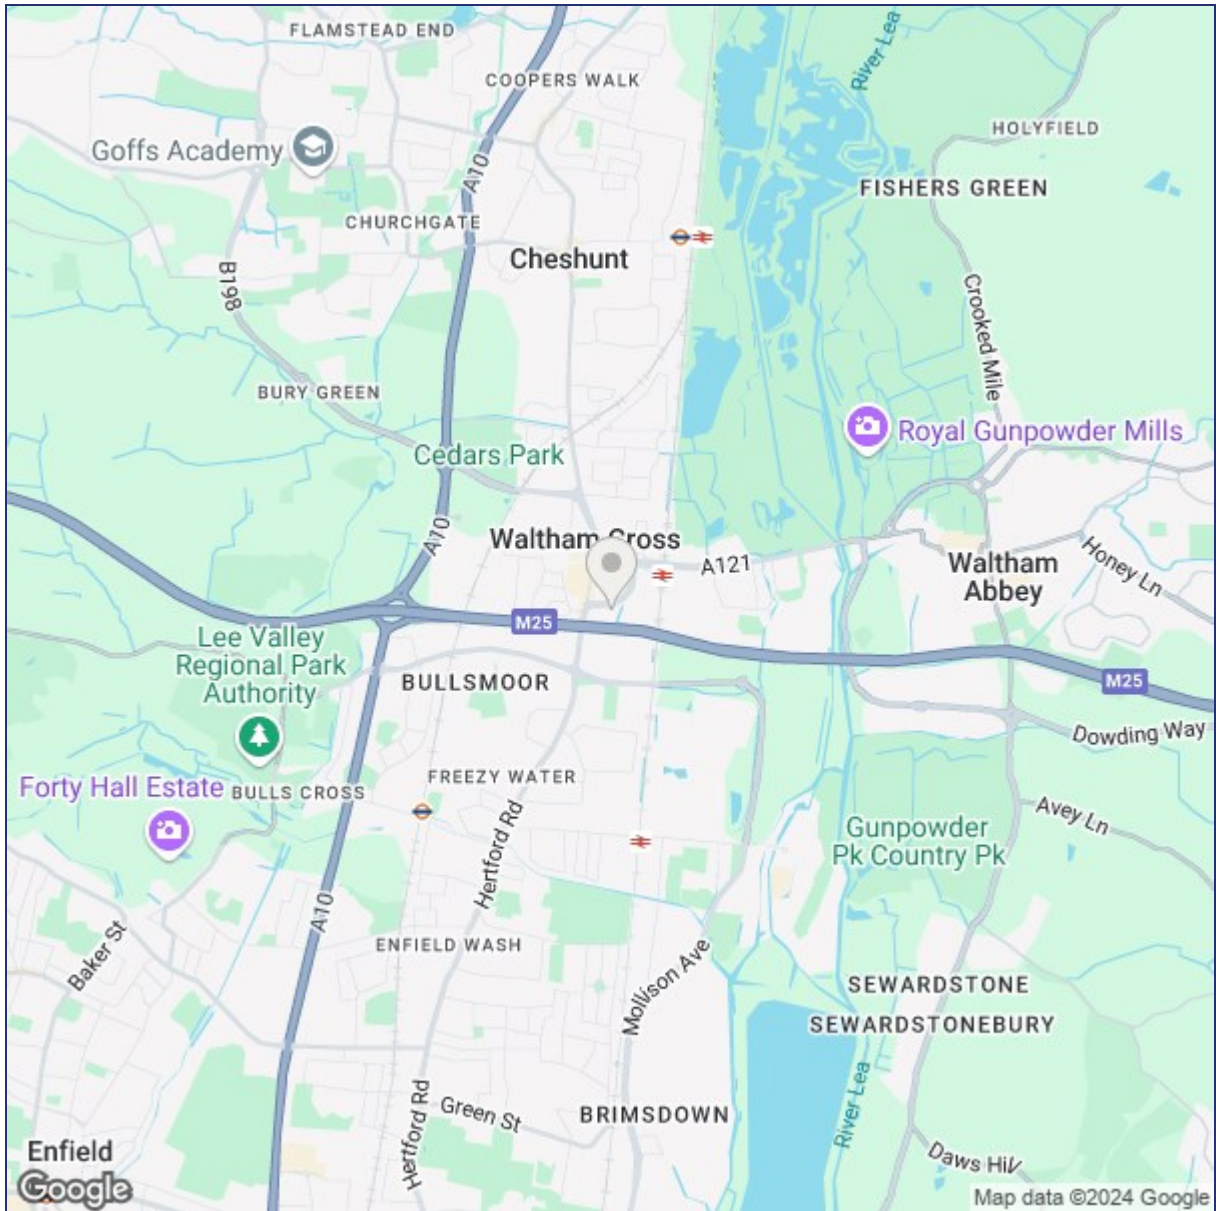 FLAMSTEAD END
River Lea
COOPERS WALK
HOLYFIELD
Goffs Academy
A10
FISHERS GREEN
CHURCHGATE
Cheshunt
B198
Crooked Mile
BURY GREEN
Royal Gunpowder Mills
Cedars Park
A10
Waltham Cross
A121
Waltham
Abbey
Honey Ln
M25
Lee Valley
Regional Park
Authority
BULLSMOOR
M25
Dowding Way
FREEZY WATER
Forty Hall Estate
BULLS CROSS
Avey Ln
Hertford Rd
Gunpowder
Pk Country Pk
A10
Baker St
ENFIELD WASH
Mollison Ave
SEWARDSTONE
SEWARDSTONEBURY
Hertford Rd
Green St
BRIMSDOWN
River Lea
Enfield
Daws Hil
Google
Map data ©2024 Google